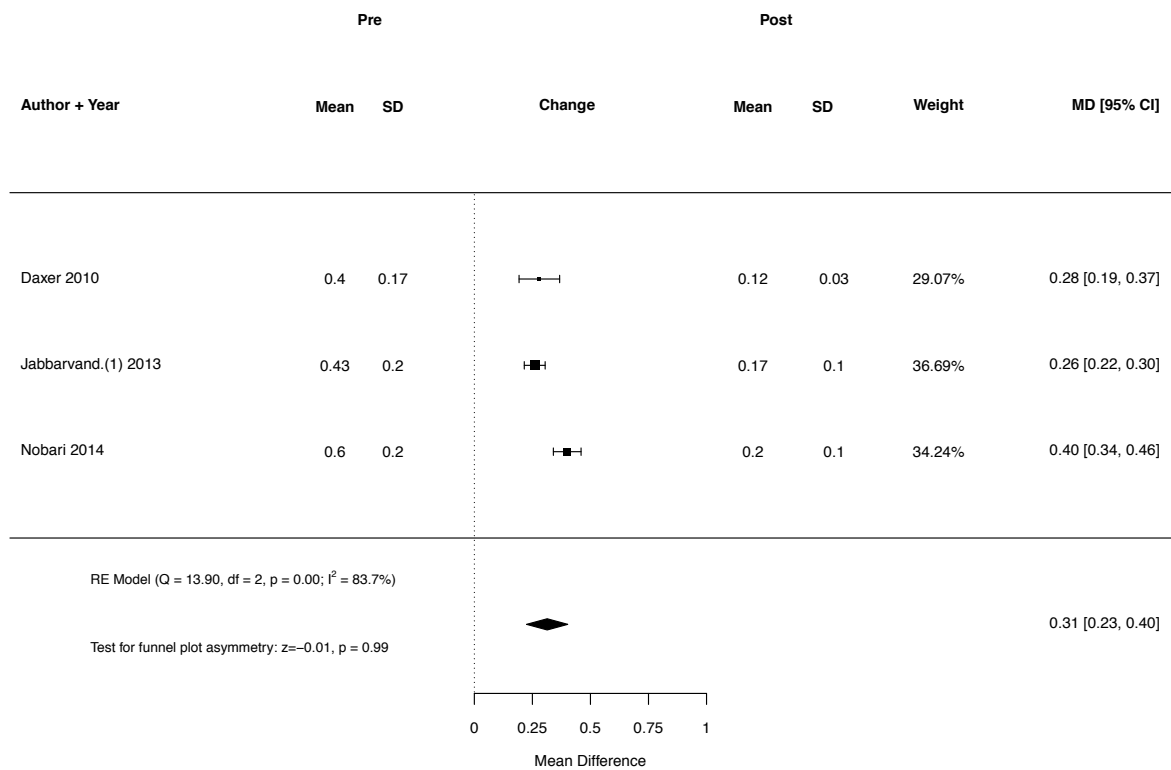 Pre Post
Author + Year Mean SD Change Mean SD Weight MD [95% CI]
Daxer 2010 0.4 0.17 0.12 0.03 29.07% 0.28 [0.19, 0.37]
Jabbarvand.(1) 2013 0.43 0.2 0.17 0.1 36.69% 0.26 [0.22, 0.30]
Nobari 2014 0.6 0.2 0.2 0.1 34.24% 0.40 [0.34, 0.46]
RE Model (Q = 13.90, df = 2, p = 0.00; I² = 83.7%)
0.31 [0.23, 0.40]
Test for funnel plot asymmetry: z=−0.01, p = 0.99
0 0.25 0.5 0.75 1
Mean Difference